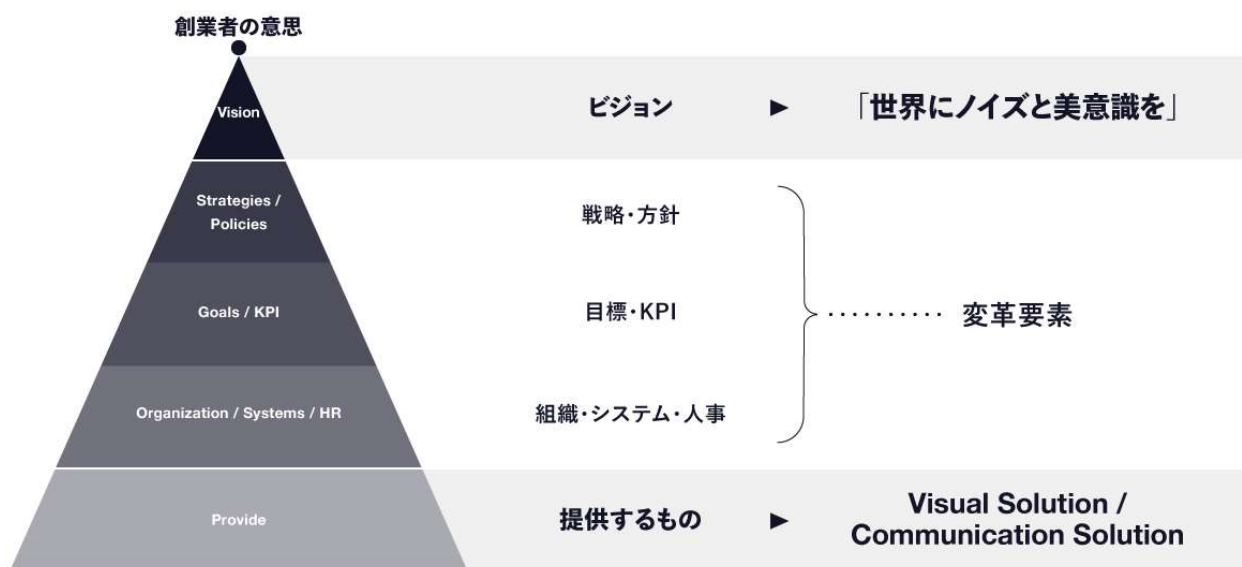 創業者の意思
Vision
ビジョン
▶
「世界にノイズと美意識を」
Strategies /
Policies
戦略・方針
Goals / KPI
目標・KPI
変革要素
Organization / Systems / HR
組織・システム・人事
Provide
提供するもの
▶
Visual Solution /
Communication Solution